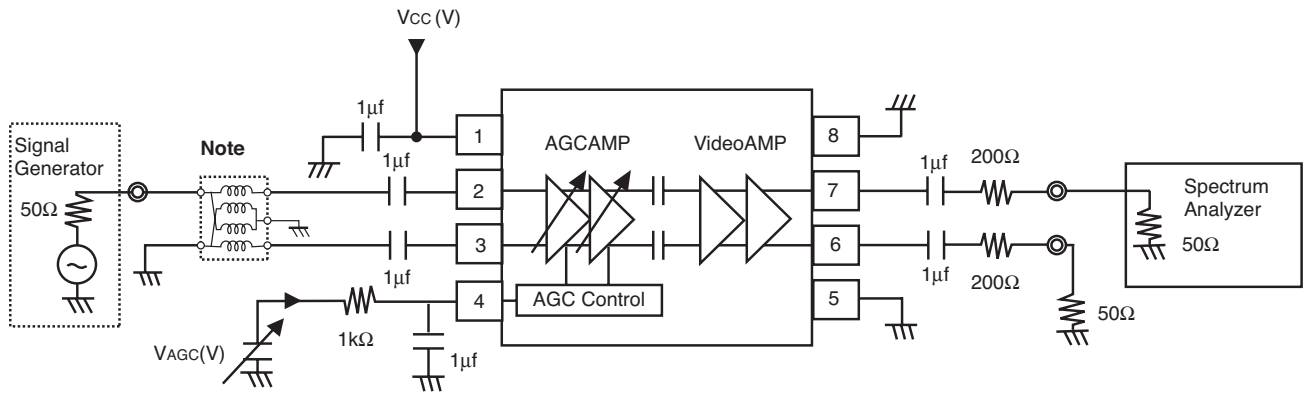 VCC (V)
1µf
Signal
Generator
50Ω
Note
1µf
1µf
1
2
3
4
AGCAMP
VideoAMP
AGC Control
8
7
6
5
1µf
200Ω
1µf
200Ω
Spectrum
Analyzer
50Ω
50Ω
VAGC(V)
1kΩ
1µf